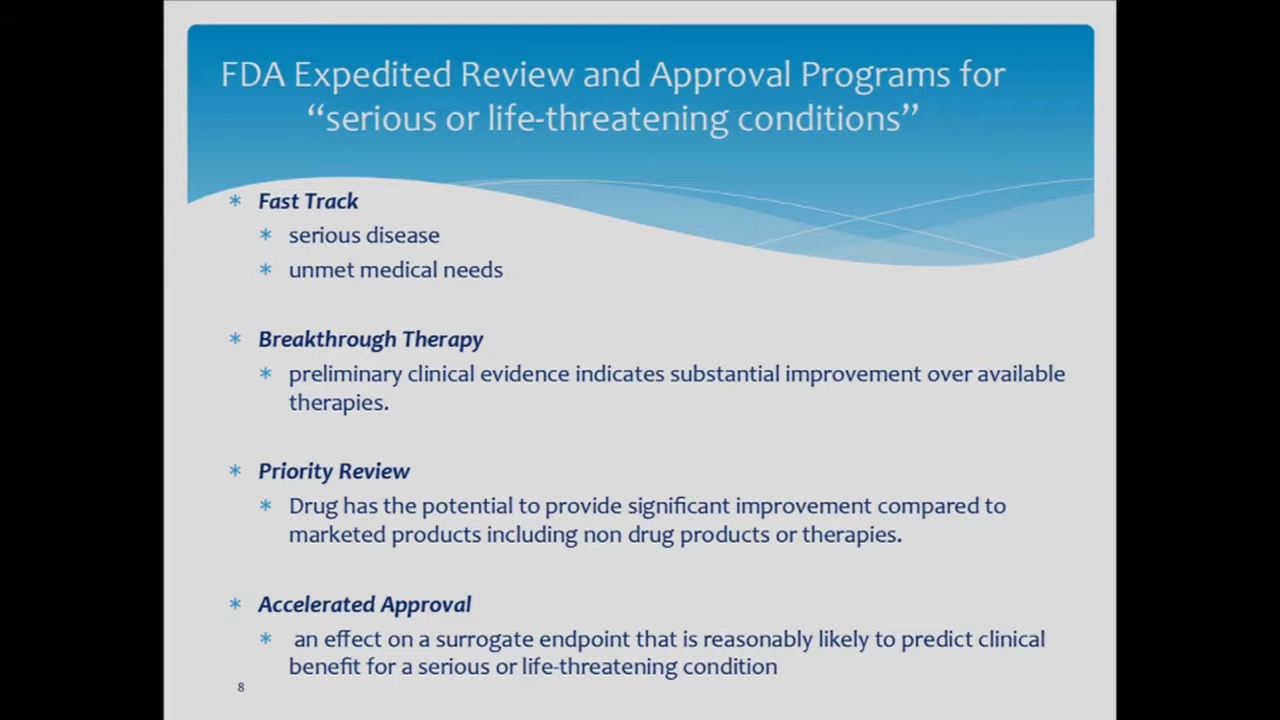 FDA Expedited Review and Approval Programs for
“serious or life-threatening conditions”
* Fast Track
* serious disease
* unmet medical needs
* Breakthrough Therapy
* preliminary clinical evidence indicates substantial improvement over available
therapies.
* Priority Review
* Drug has the potential to provide significant improvement compared to
marketed products including non drug products or therapies.
* Accelerated Approval
* an effect on a surrogate endpoint that is reasonably likely to predict clinical
benefit for a serious or life-threatening condition
8